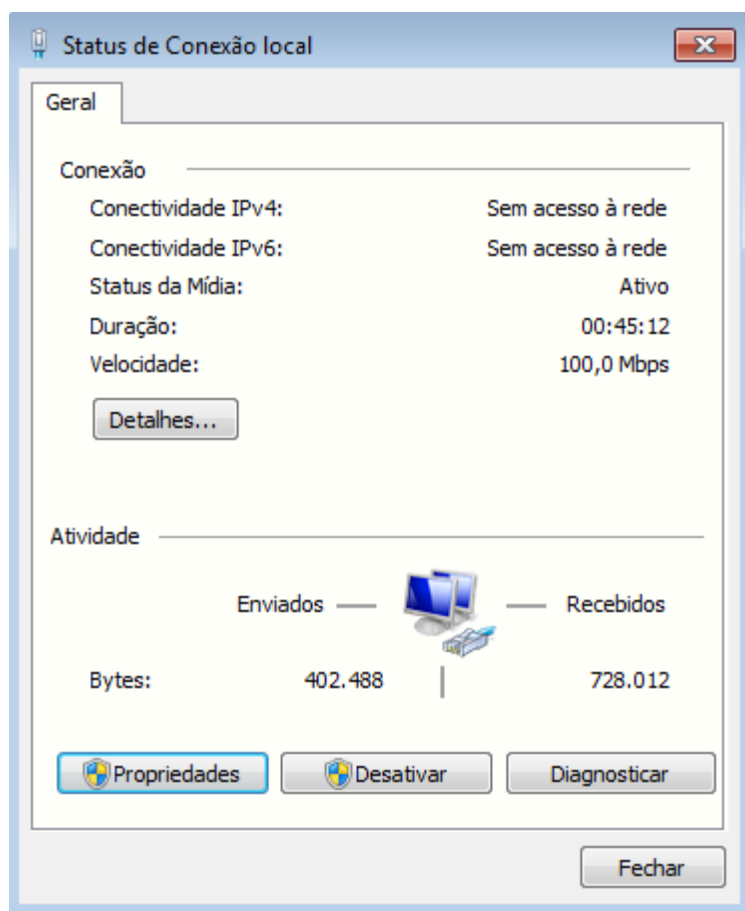 Status de Conexão local
Geral
Conexão
Conectividade IPv4: Sem acesso à rede
Conectividade IPv6: Sem acesso à rede
Status da Mídia: Ativo
Duração: 00:45:12
Velocidade: 100,0 Mbps
Detalhes...
Atividade
Enviados Recebidos
Bytes: 402.488 728.012
Propriedades Desativar Diagnosticar
Fechar